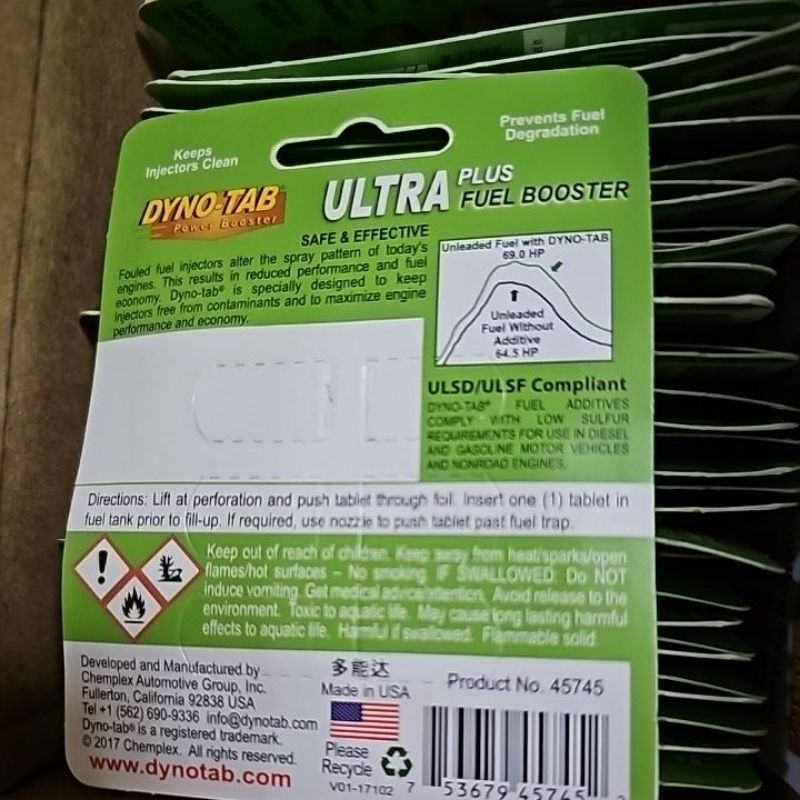 Keeps
Injectors Clean
Prevents Fuel
Degradation
DYNO-TAB®
Power Booster
ULTRA PLUS
FUEL BOOSTER
SAFE & EFFECTIVE
Fouled fuel injectors alter the spray pattern of today's
engines. This results in reduced performance and fuel
economy. Dyno-tab® is specially designed to keep
injectors free from contaminants and to maximize engine
performance and economy.
Unleaded Fuel with DYNO-TAB
69.0 HP
Unleaded
Fuel Without
Additive
64.5 HP
ULSD/ULSF Compliant
DYNO-TAB® FUEL ADDITIVES
COMPLY WITH LOW SULFUR
REQUIREMENTS FOR USE IN DIESEL
AND GASOLINE MOTOR VEHICLES
AND NONROAD ENGINES.
Directions: Lift at perforation and push tablet through foil. Insert one (1) tablet in
fuel tank prior to fill-up. If required, use nozzle to push tablet past fuel trap.
Keep out of reach of children. Keep away from heat/sparks/open
flames/hot surfaces – No smoking. IF SWALLOWED: Do NOT
induce vomiting. Get medical advice/attention. Avoid release to the
environment. Toxic to aquatic life. May cause long lasting harmful
effects to aquatic life. Harmful if swallowed. Flammable solid.
Developed and Manufactured by
Chemplex Automotive Group, Inc.
Fullerton, California 92838 USA
Tel +1 (562) 690-9336 info@dynotab.com
Dyno-tab® is a registered trademark.
© 2017 Chemplex. All rights reserved.
www.dynotab.com
多能达
Made in USA
Please
Recycle
V01-17102
Product No. 45745
7 53679 45745